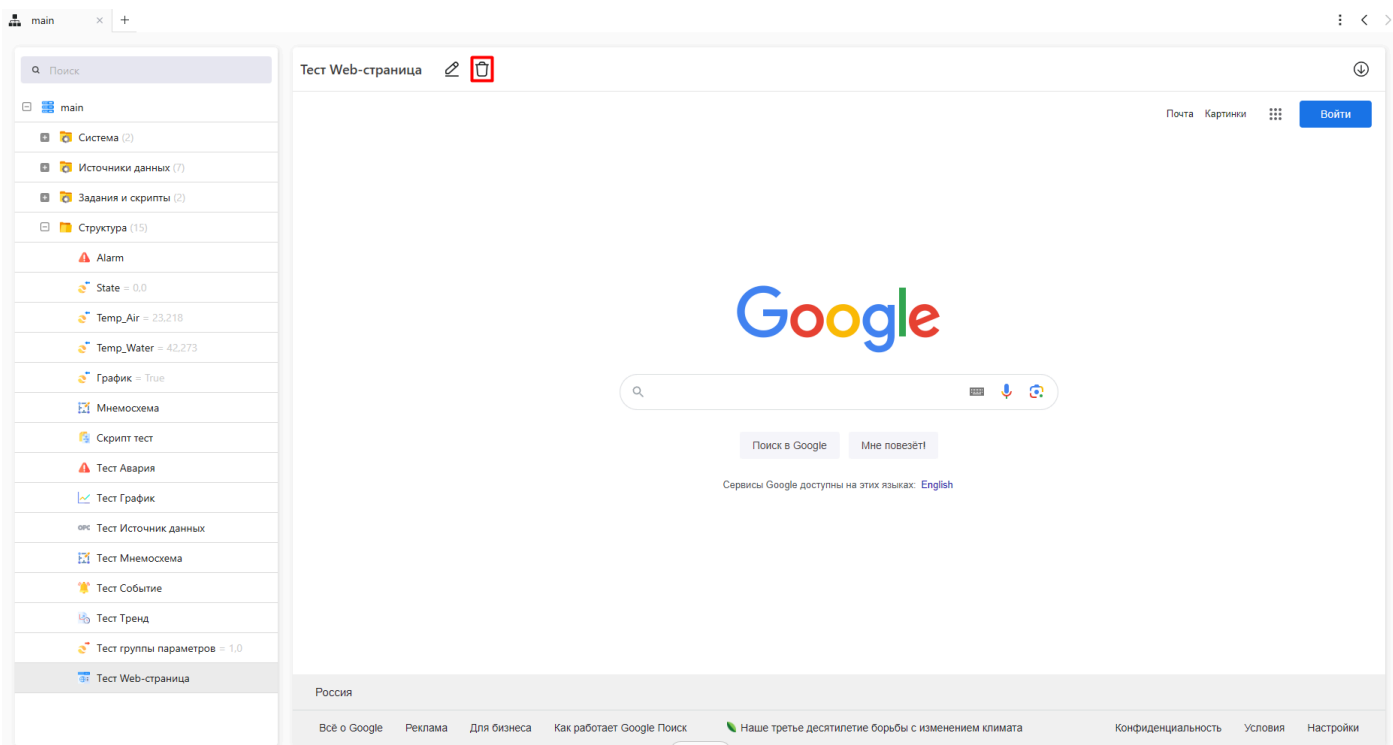 main
Поиск
main
Система (2)
Источники данных (7)
Задания и скрипты (2)
Структура (15)
Alarm
State = 0,0
Temp_Air = 23,218
Temp_Water = 42,273
График = True
Мнемосхема
Скрипт тест
Тест Авария
Тест График
OPC Тест Источник данных
Тест Мнемосхема
Тест Событие
Тест Тренд
Тест группы параметров = 1,0
Тест Web-страница
Тест Web-страница
Почта Картинки Войти
Google
Поиск в Google Мне повезёт!
Сервисы Google доступны на этих языках: English
Россия
Всё о Google Реклама Для бизнеса Как работает Google Поиск Наше третье десятилетие борьбы с изменением климата Конфиденциальность Условия Настройки